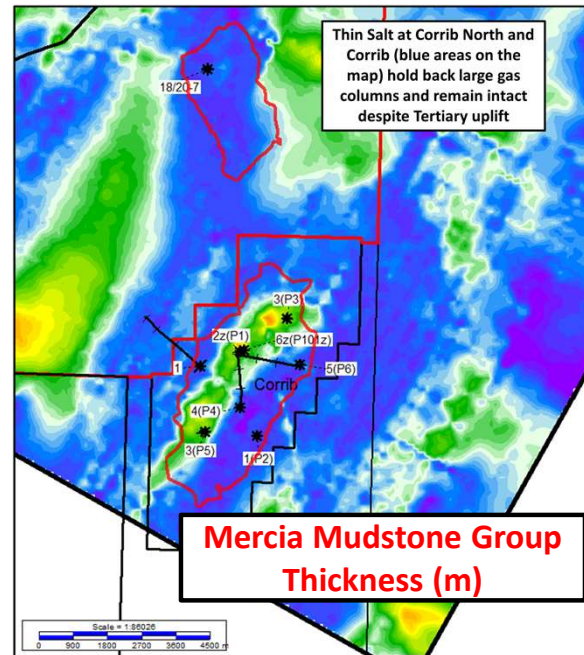 Thin Salt at Corrib North and
Corrib (blue areas on the
map) hold back large gas
columns and remain intact
despite Tertiary uplift
18/20-7
3(P3)
2z(P1)
6z(P101z)
1
5(P6)
Corrib
4(P4)
3(P5)
1(P2)
Mercia Mudstone Group
Thickness (m)
Scale = 1:86026
0 900 1800 2700 3600 4500 m